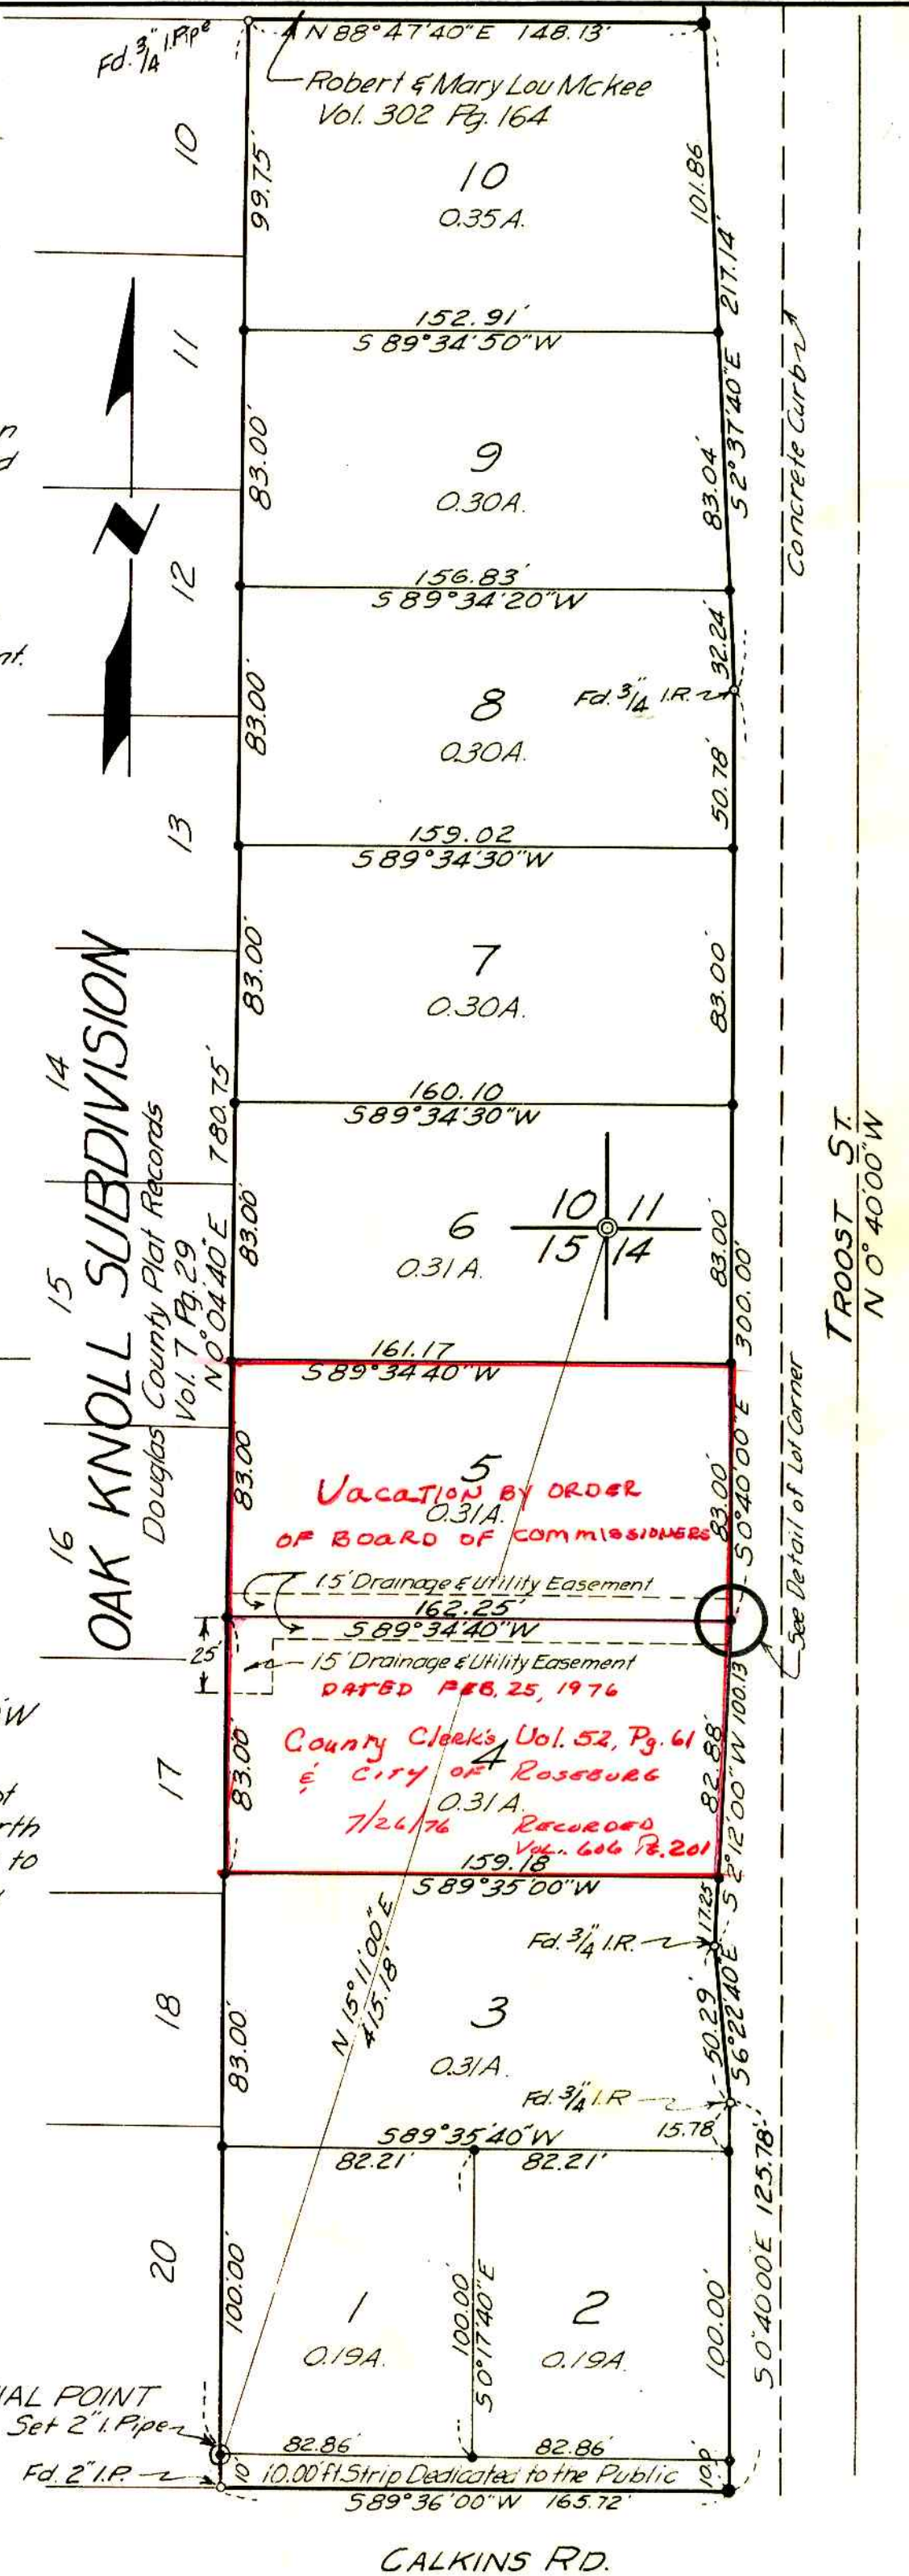 Fd. 3/4" I.Pipe
N 88°47'40"E 148.13'
Robert & Mary Lou McKee
Vol. 302 Pg. 164
10
99.75'
10
0.35A.
101.86
217.14'
152.91'
S 89°34'50"W
11
83.00'
9
0.30A.
83.04'
S 2°37'40"E
Concrete Curb
156.83'
S 89°34'20"W
12
83.00'
8
0.30A.
32.24'
Fd. 3/4" I.R.
50.78'
159.02
S 89°34'30"W
13
83.00'
7
0.30A.
83.00'
160.10
S 89°34'30"W
14
OAK KNOLL SUBDIVISION
Douglas County Plat Records
Vol. 7 Pg. 29
N 0°04'40"E 780.75'
83.00'
6
0.31A.
10 11
15 14
83.00'
300.00'
TROOST ST.
N 0°40'00"W
161.17
S 89°34'40"W
15
83.00
5
0.31A.
VACATION BY ORDER
OF BOARD OF COMMISSIONERS
83.00'
S 0°40'00"E
See Detail of Lot Corner
16
15' Drainage & Utility Easement
162.25'
S 89°34'40"W
25'
15' Drainage & Utility Easement
DATED FEB. 25, 1976
County Clerk's Vol. 52, Pg. 61
& CITY OF ROSEBURG
7/26/76 RECORDED
VOL. 606 PG. 201
17
83.00'
4
0.31A.
82.88'
S 2°12'00"W 100.13
159.18
S 89°35'00"W
17.25
Fd. 3/4" I.R.
N 15°11'00"E
415.18'
18
83.00'
3
0.31A.
50.29'
S 6°22'40"E
Fd. 3/4" I.R
15.78
S 89°35'40"W
82.21' 82.21'
20
100.00'
1
0.19A.
100.00'
S 0°17'40"E
2
0.19A.
100.00'
S 0°40'00E 125.78'
IAL POINT
Set 2" I.Pipe
82.86' 82.86'
Fd. 2" I.P.
10' 10.00 ft Strip Dedicated to the Public 10.0'
S 89°36'00"W 165.72'
CALKINS RD.